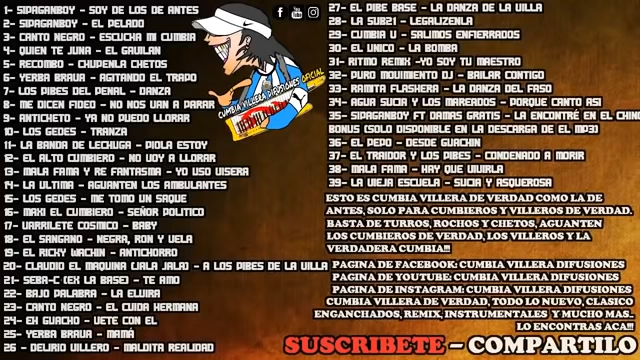 1- SIPAGANBOY - SOY DE LOS DE ANTES
2- SIPAGANBOY - EL PELADO
3- CANTO NEGRO - ESCUCHA MI CUMBIA
4- QUIEN TE JUNA - EL GAVILAN
5- RECOMBO - CHUPENLA CHETOS
6- YERBA BRAVA - AGITANDO EL TRAPO
7- LOS PIBES DEL PENAL - DANZA
8- ME DICEN FIDEO - NO NOS VAN A PARAR
9- ANTICHETO - YA NO PUEDO LLORAR
10- LOS GEDES - TRANZA
11- LA BANDA DE LECHUGA - PIOLA ESTOY
12- EL ALTO CUMBIERO - NO VOY A LLORAR
13- MALA FAMA Y RE FANTASMA - YO USO VISERA
14- LA ULTIMA - AGUANTEN LOS AMBULANTES
15- LOS GEDES - ME TOMO UN SAQUE
16- MAXI EL CUMBIERO - SEÑOR POLITICO
17- VARRILETE COSMICO - BABY
18- EL SANGANO - NEGRA, RON Y VELA
19- EL RICKY WACHIN - ANTICHORRO
20- CLAUDIO EL MAQUINA (JALA JALA) - A LOS PIBES DE LA VILLA
21- SEBA-C (EX LA BASE) - TE AMO
22- BAJO PALABRA - LA ELVIRA
23- CANTO NEGRO - EL CUIDA HERMANA
24- EH GUACHO - VETE CON EL
25- YERBA BRAVA - MAMÁ
26 - DELIRIO VILLERO - MALDITA REALIDAD
CUMBIA VILLERA DIFUSIONES OFICIAL
27- EL PIBE BASE - LA DANZA DE LA VILLA
28- LA SUB21 - LEGALIZENLA
29- CUMBIA V - SALIMOS ENFIERRADOS
30- EL UNICO - LA BOMBA
31- RITMO REMIX -YO SOY TU MAESTRO
32- PURO MOVIMIENTO DJ - BAILAR CONTIGO
33- RAMITA FLASHERA - LA DANZA DEL FASO
34- AGUA SUCIA Y LOS MAREADOS - PORQUE CANTO ASI
35- SIPAGANBOY FT DAMAS GRATIS - LA ENCONTRÉ EN EL CHINO
BONUS (SOLO DISPONIBLE EN LA DESCARGA DE EL MP3)
36- EL PEPO - DESDE GUACHIN
37- EL TRAIDOR Y LOS PIBES - CONDENADO A MORIR
38- MALA FAMA - HAY QUE VIVIRLA
39- LA VIEJA ESCUELA - SUCIA Y ASQUEROSA
ESTO ES CUMBIA VILLERA DE VERDAD COMO LA DE
ANTES, SOLO PARA CUMBIEROS Y VILLEROS DE VERDAD.
BASTA DE TURROS, ROCHOS Y CHETOS, AGUANTEN
LOS CUMBIEROS DE VERDAD, LOS VILLEROS Y LA
VERDADERA CUMBIA!!!
PAGINA DE FACEBOOK: CUMBIA VILLERA DIFUSIONES
PAGINA DE YOUTUBE: CUMBIA VILLERA DIFUSIONES
PAGINA DE INSTAGRAM: CUMBIA VILLERA DIFUSIONES
CUMBIA VILLERA DE VERDAD, TODO LO NUEVO, CLASICO
ENGANCHADOS, REMIX, INSTRUMENTALES Y MUCHO MAS..
LO ENCONTRAS ACA!!!
SUSCRIBETE - COMPARTILO